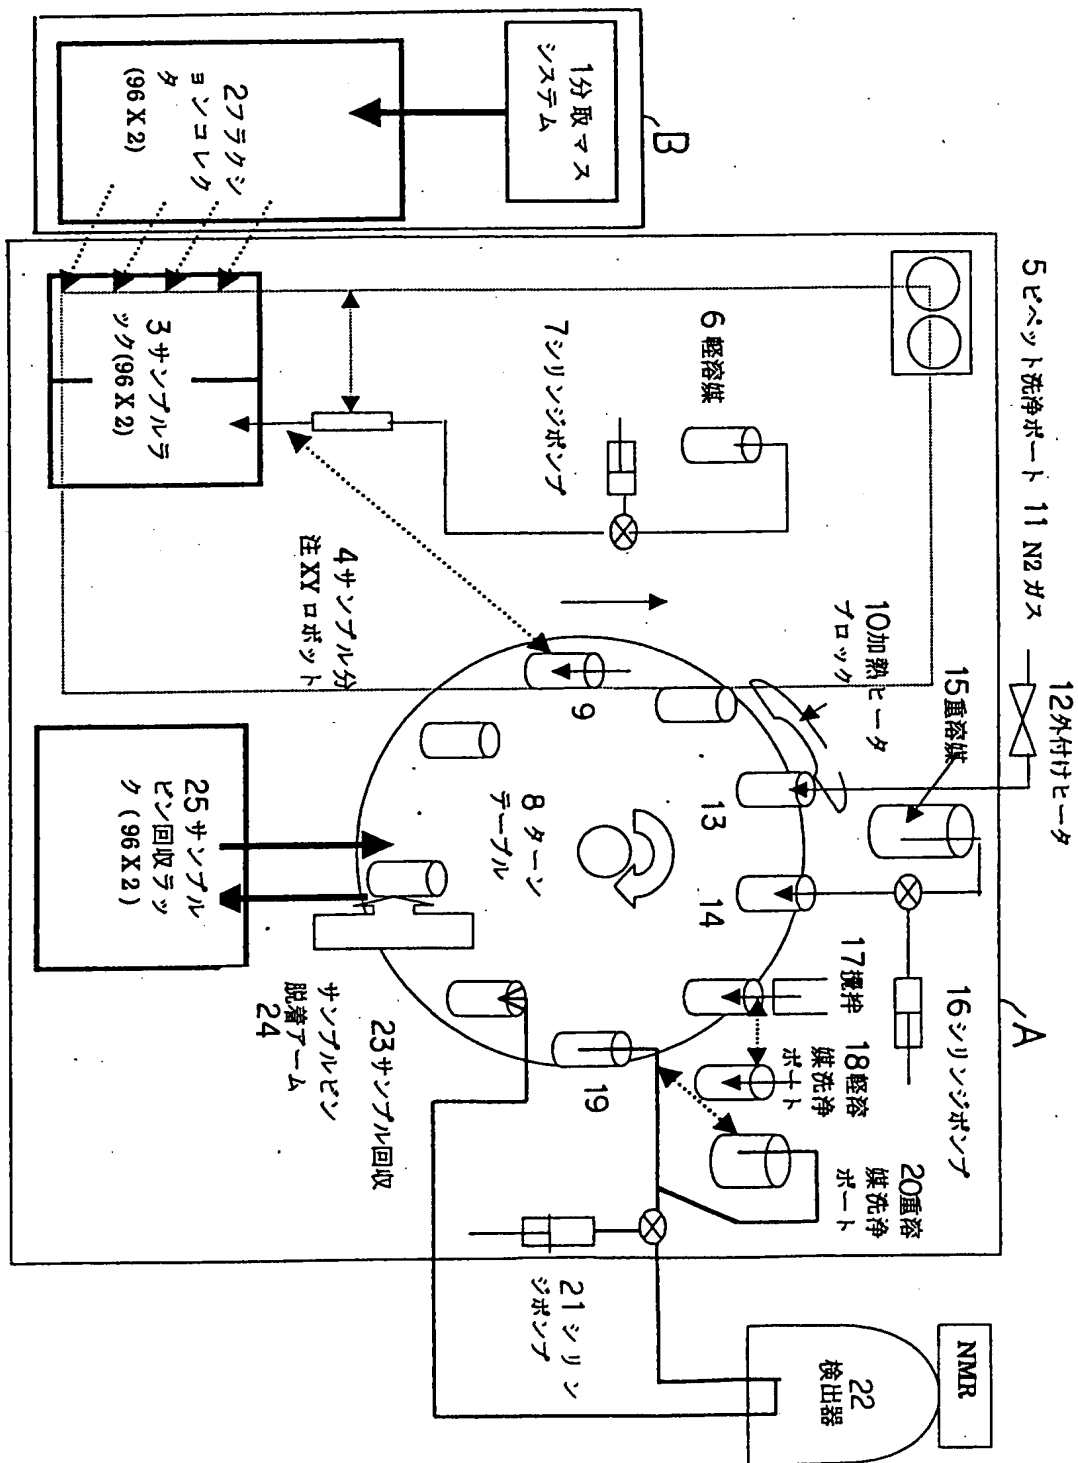 1分取マス
システム
B
2フラクシ
ョンコレク
タ
(96 X 2)
3サンプルラ
ック(96 X 2)
4サンプル分
注XYロボット
5ピペット洗浄ポート
6軽溶媒
7シリンジポンプ
8ターン
テーブル
9
10加熱ヒータ
ブロック
11 N2ガス
12外付けヒータ
13
14
15重溶媒
16シリンジポンプ
A
17攪拌
18軽溶
媒洗浄
ポート
19
20重溶
媒洗浄
ポート
21シリン
ジポンプ
22
検出器
NMR
23サンプル回収
サンプルビン
脱着アーム
24
25サンプル
ビン回収ラッ
ク(96 X 2)